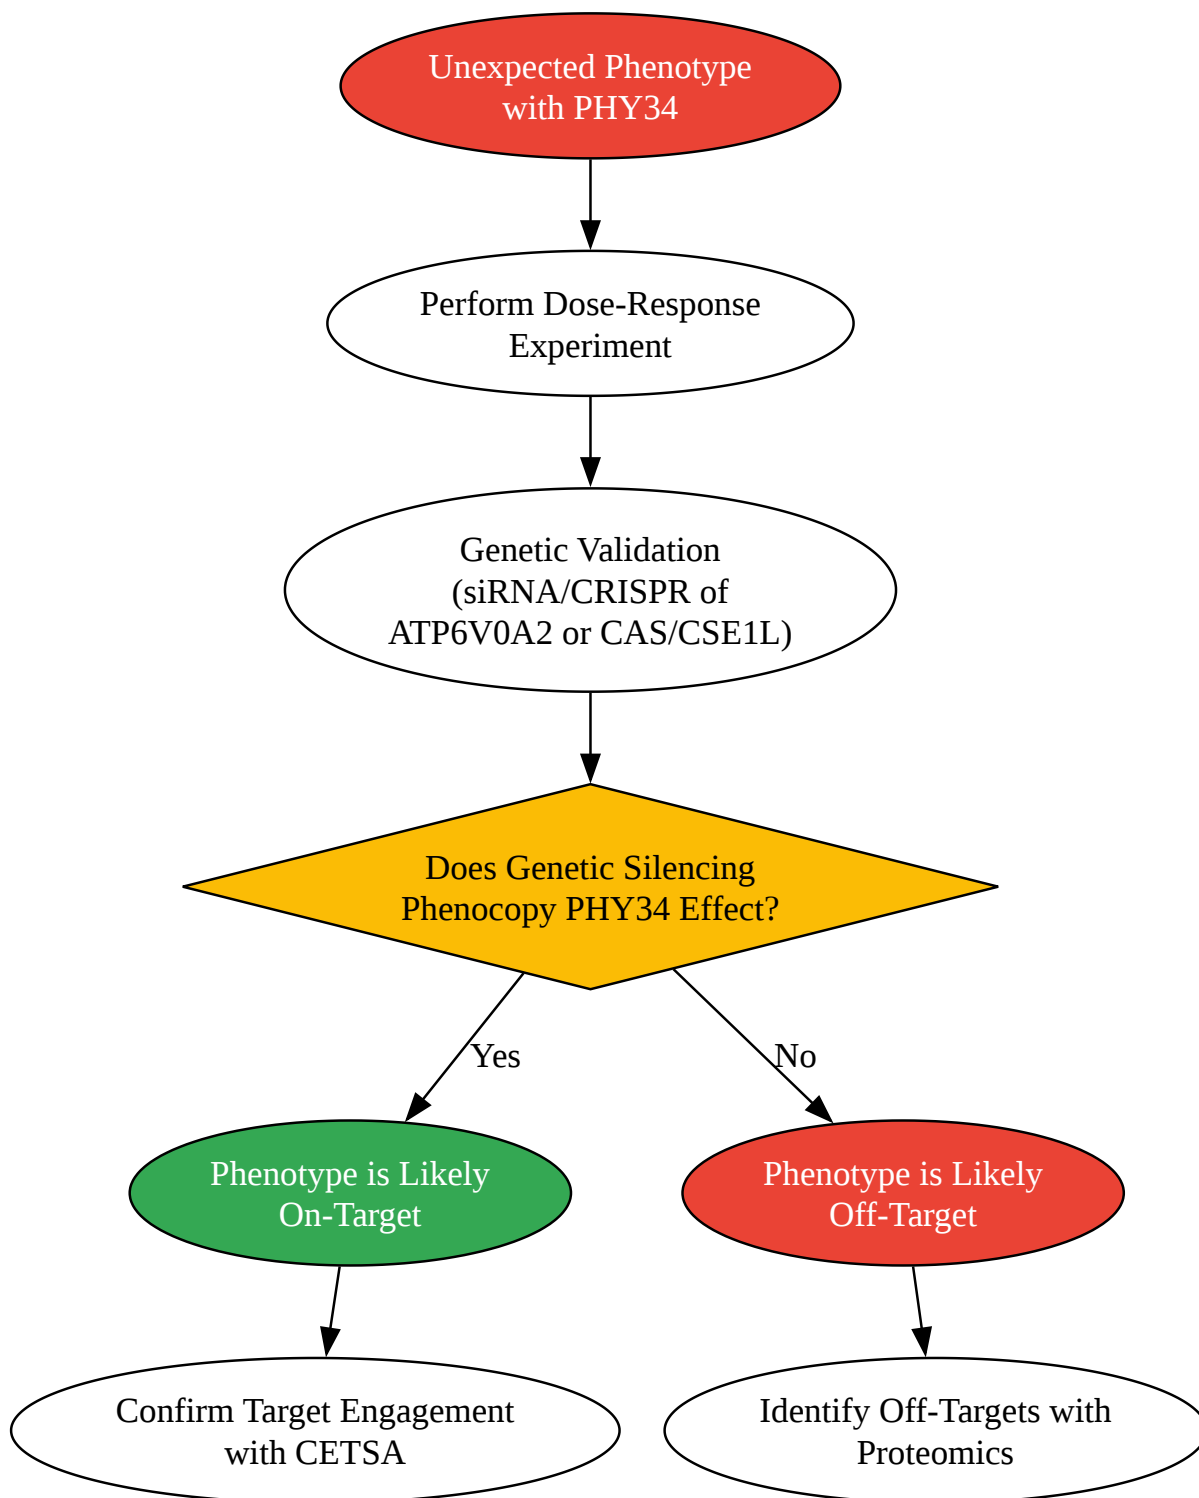 Unexpected Phenotype
with PHY34
Perform Dose-Response
Experiment
Genetic Validation
(siRNA/CRISPR of
ATP6V0A2 or CAS/CSE1L)
Does Genetic Silencing
Phenocopy PHY34 Effect?
Yes
No
Phenotype is Likely
On-Target
Phenotype is Likely
Off-Target
Confirm Target Engagement
with CETSA
Identify Off-Targets with
Proteomics